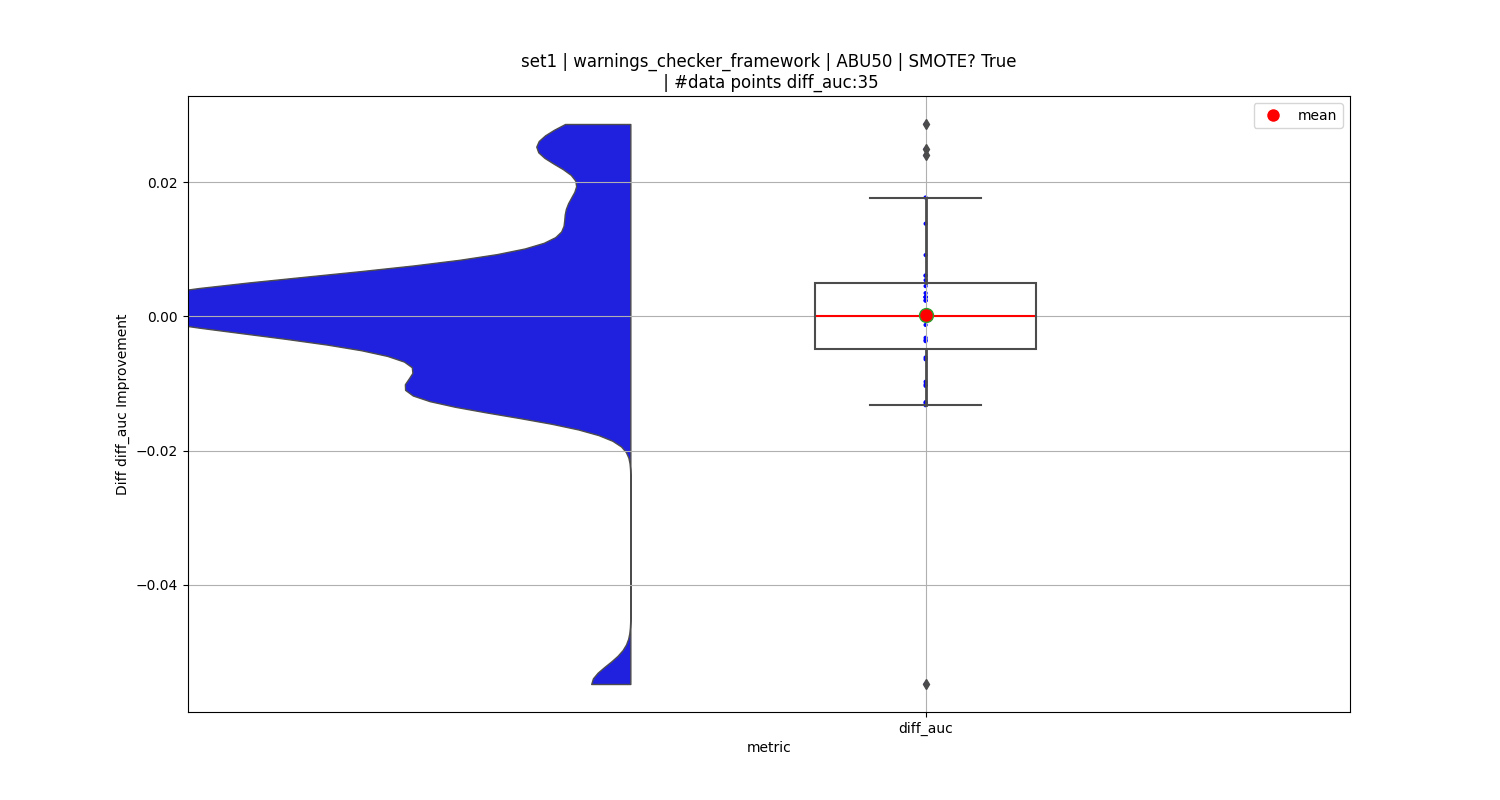 set1 | warnings_checker_framework | ABU50 | SMOTE? True
| #data points diff_auc:35
mean
0.02
0.00
−0.02
−0.04
Diff diff_auc Improvement
diff_auc
metric